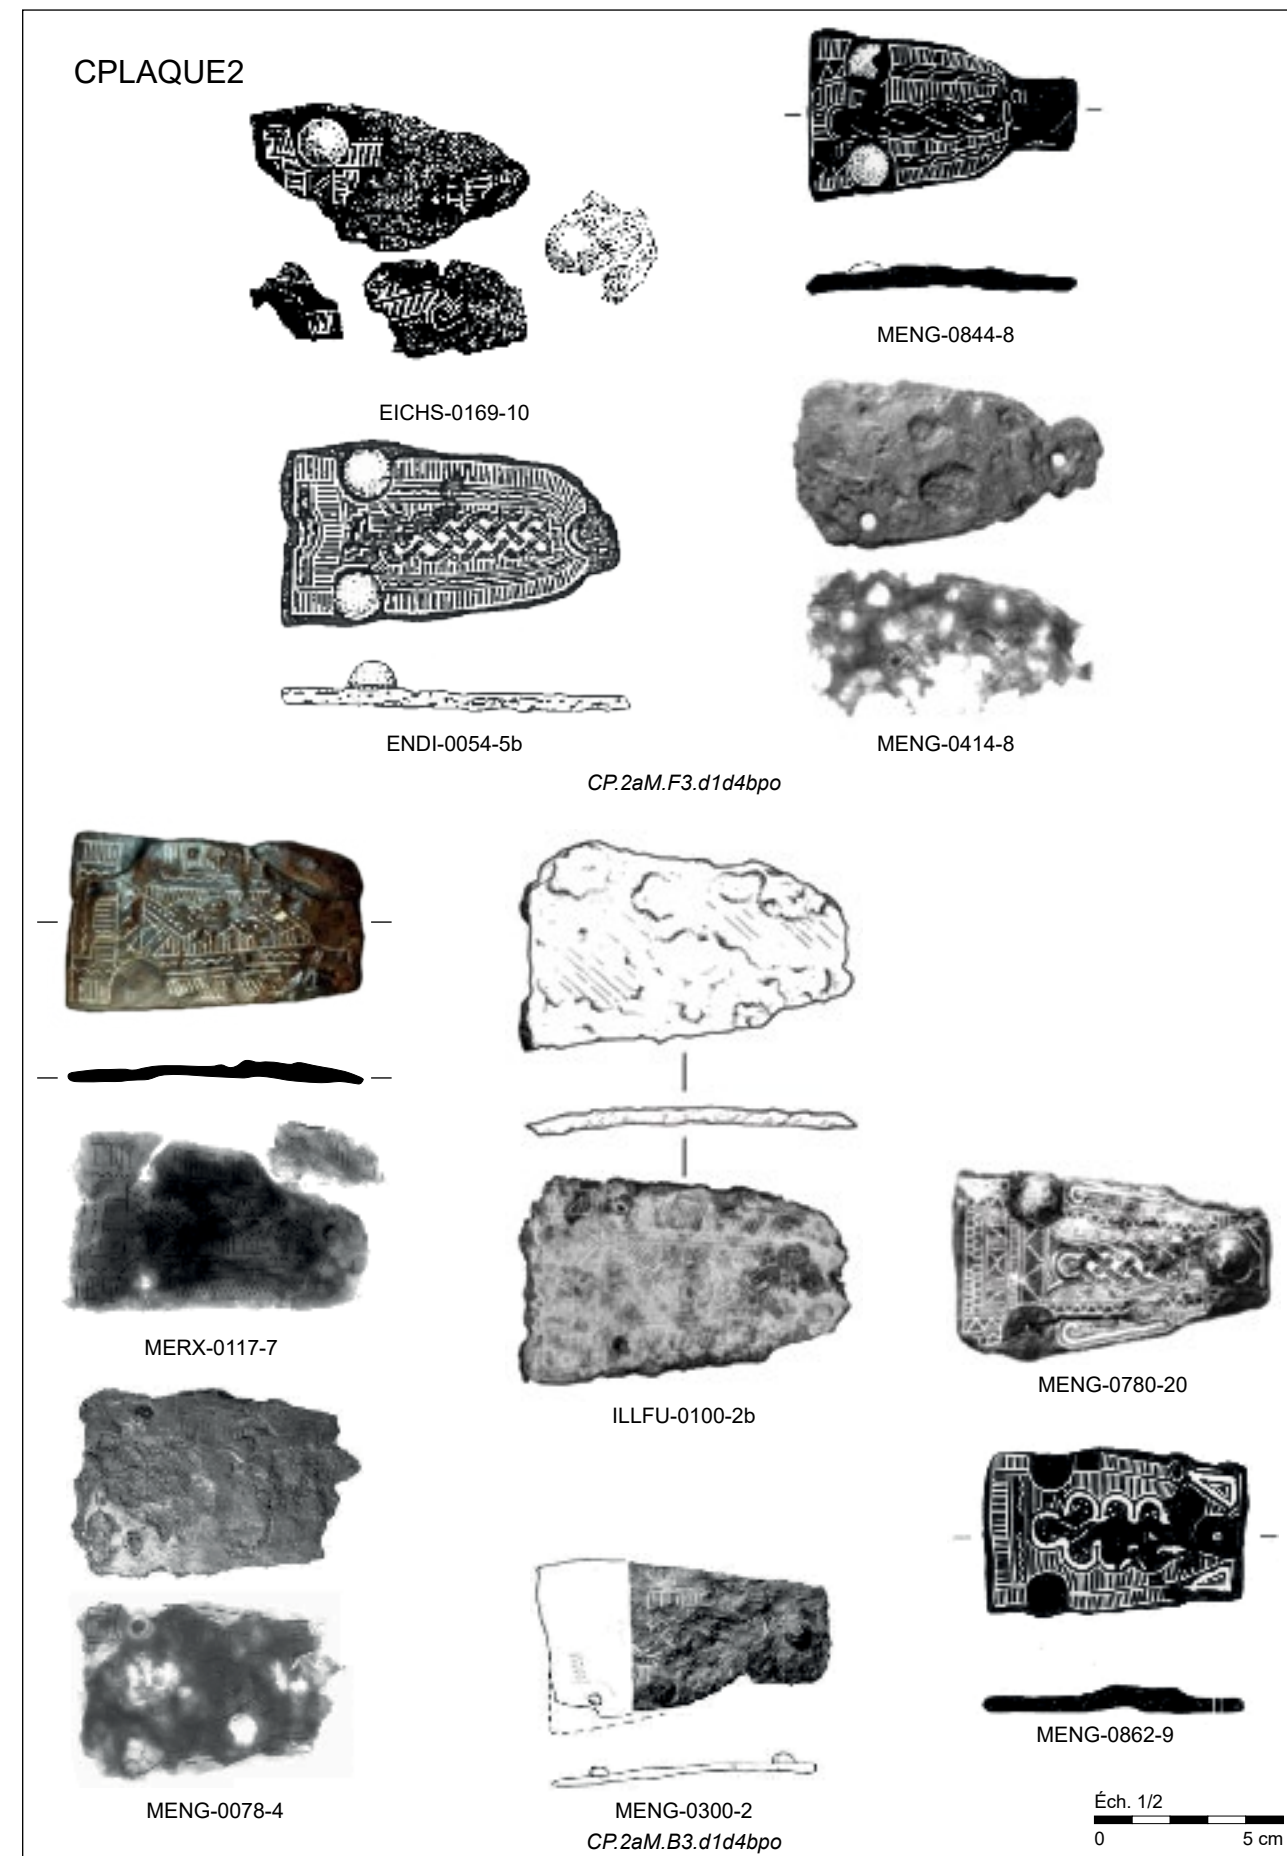 CPLAQUE2
MENG-0844-8
EICHS-0169-10
ENDI-0054-5b
MENG-0414-8
CP.2aM.F3.d1d4bpo
MERX-0117-7
ILLFU-0100-2b
MENG-0780-20
MENG-0078-4
MENG-0300-2
MENG-0862-9
CP.2aM.B3.d1d4bpo
Éch. 1/2
0 5 cm